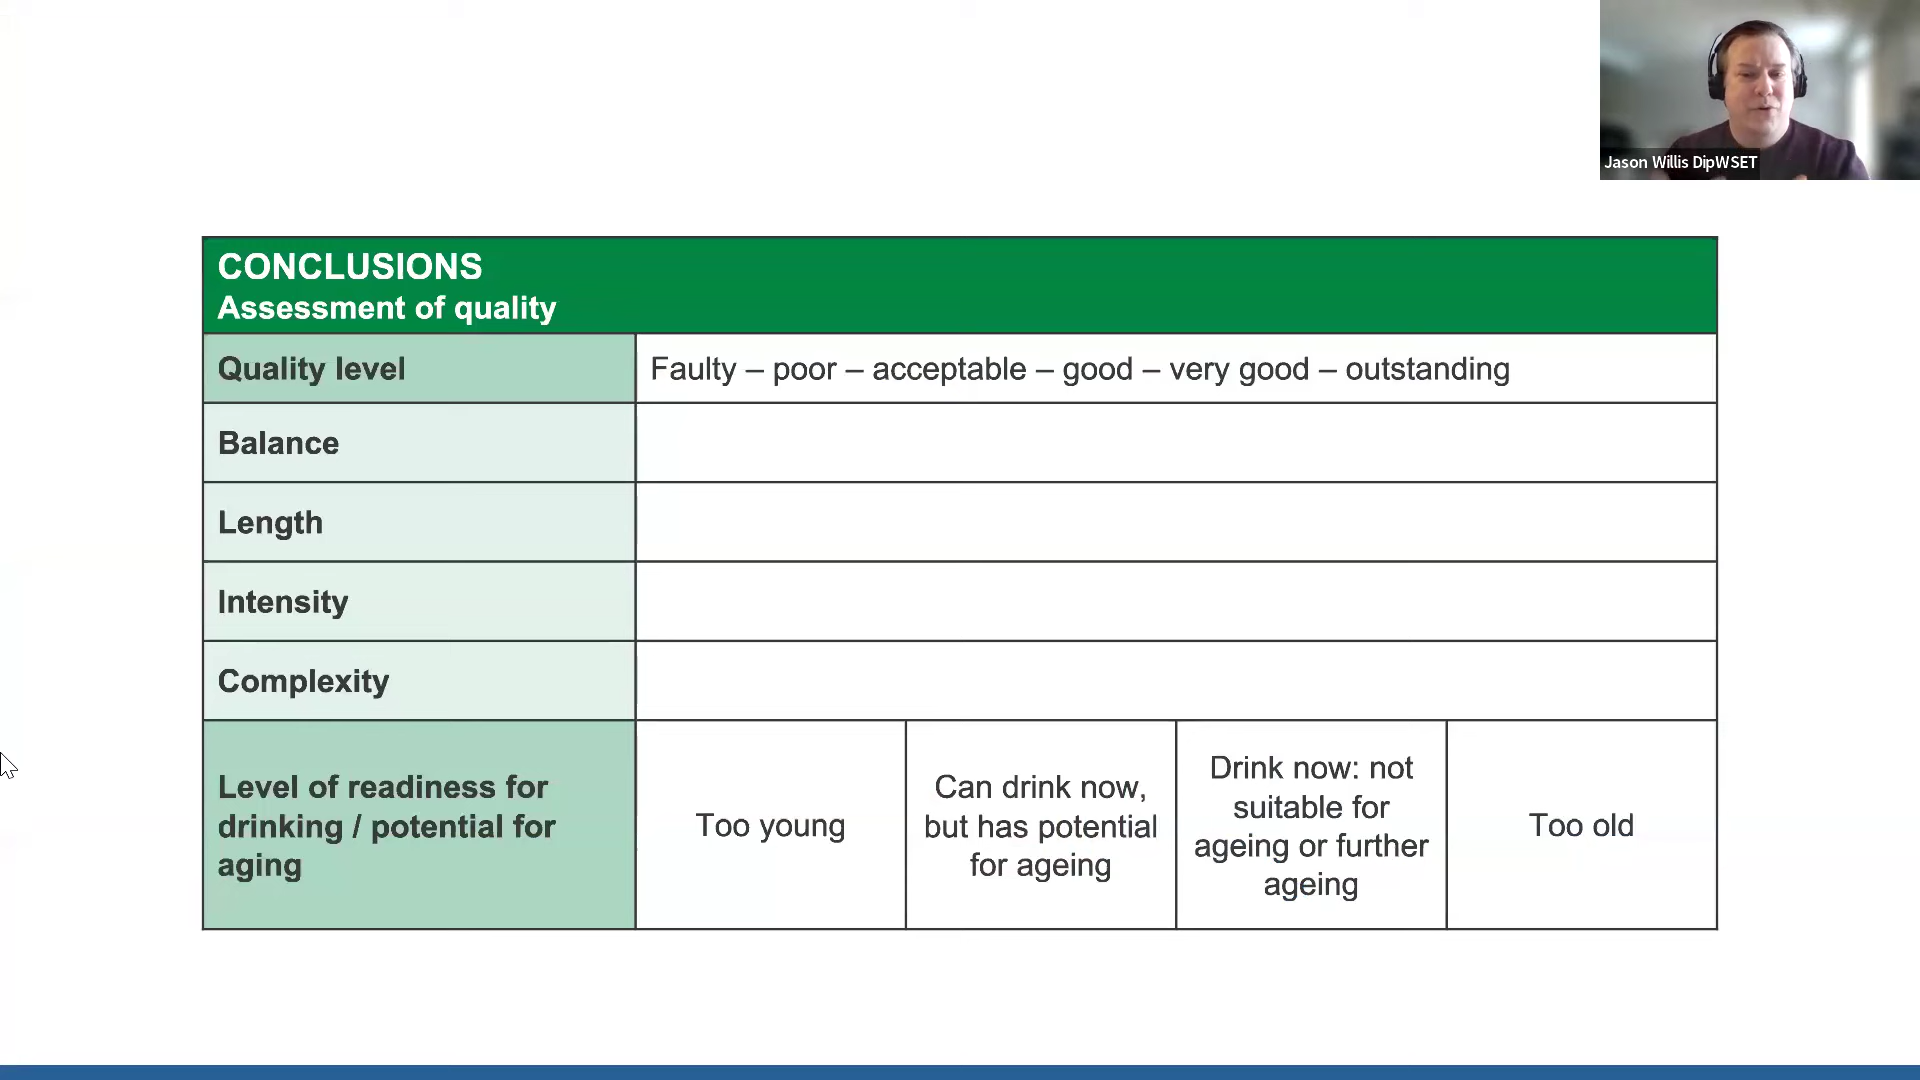 Jason Willis DipWSET
CONCLUSIONS
Assessment of quality
Quality level
Faulty – poor – acceptable – good – very good – outstanding
Balance
Length
Intensity
Complexity
Level of readiness for
drinking / potential for
aging
Too young
Can drink now,
but has potential
for ageing
Drink now: not
suitable for
ageing or further
ageing
Too old